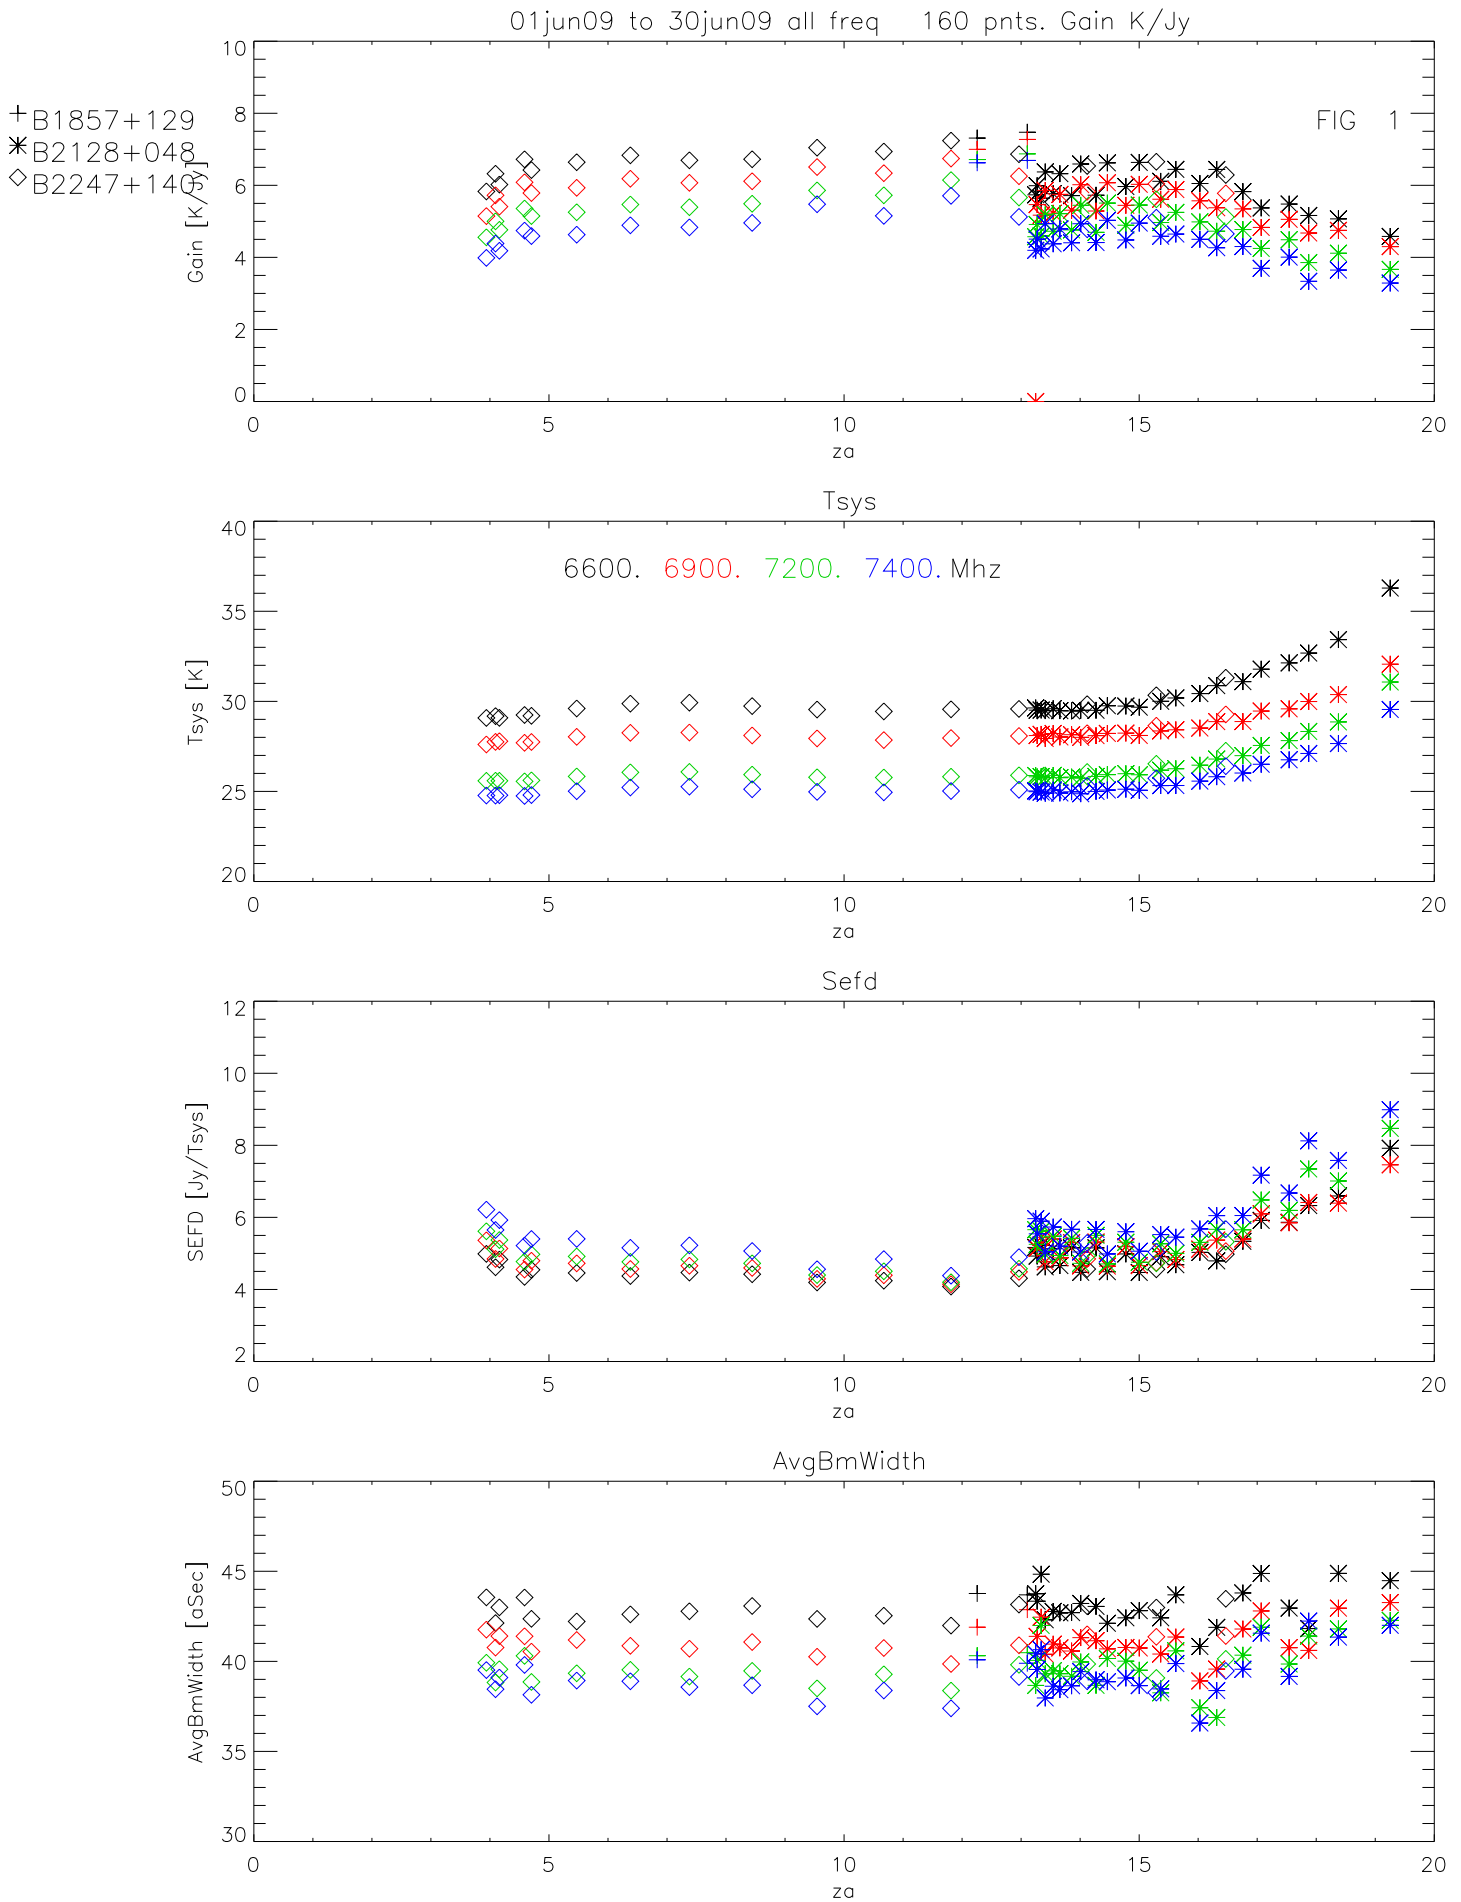 01jun09 to 30jun09 all freq 160 pnts. Gain K/Jy
B1857+129
B2128+048
B2247+140
FIG 1
Gain [K/Jy]
10
8
6
4
2
0
0 5 10 15 20
za
Tsys
6600. 6900. 7200. 7400. Mhz
Tsys [K]
40
35
30
25
20
0 5 10 15 20
za
Sefd
SEFD [Jy/Tsys]
12
10
8
6
4
2
0 5 10 15 20
za
AvgBmWidth
AvgBmWidth [aSec]
50
45
40
35
30
0 5 10 15 20
za